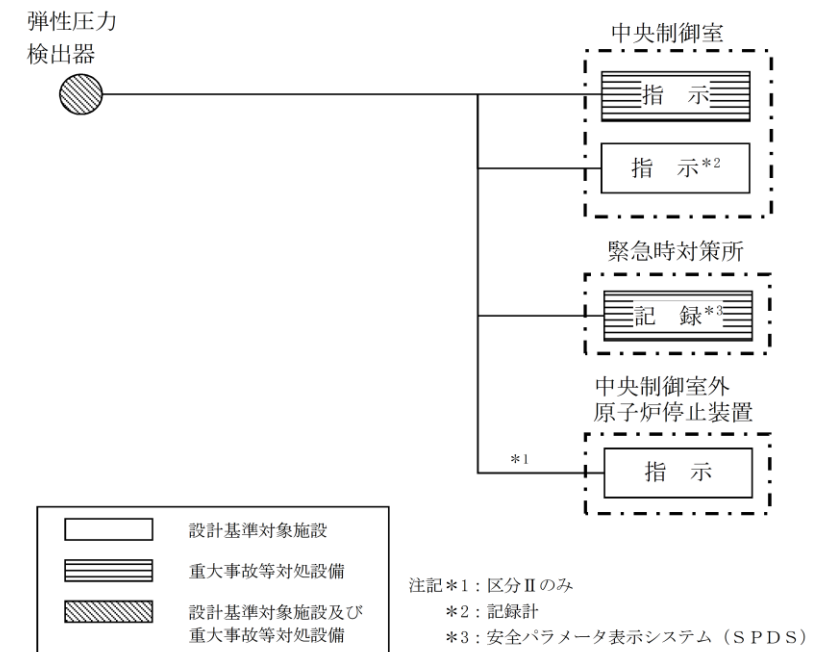 弾性圧力
検出器
中央制御室
指 示
指 示*2
緊急時対策所
記 録*3
中央制御室外
原子炉停止装置
*1
指 示
設計基準対象施設
重大事故等対処設備
設計基準対象施設及び
重大事故等対処設備
注記*1:区分Ⅱのみ
*2:記録計
*3:安全パラメータ表示システム(SPDS)